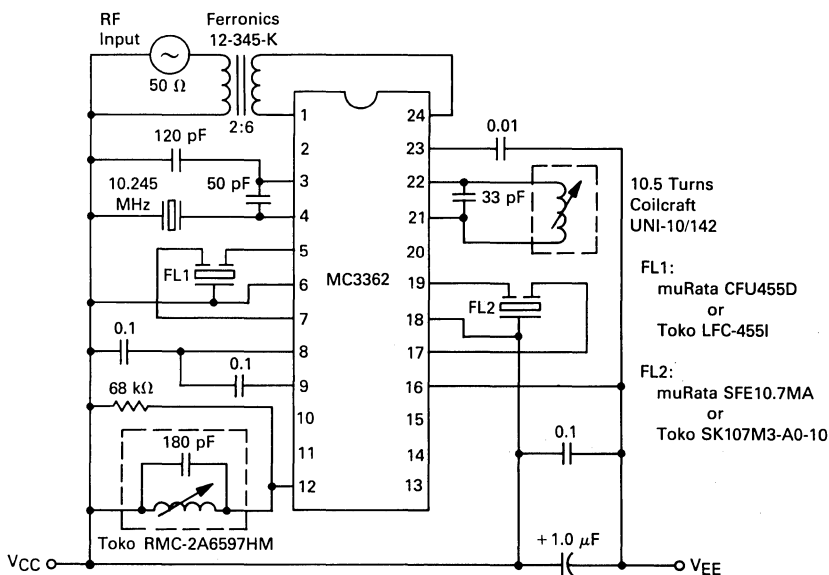 RF
Input
50 Ω
Ferronics
12-345-K
2:6
120 pF
50 pF
10.245
MHz
FL1
0.1
0.1
68 kΩ
180 pF
Toko RMC-2A6597HM
VCC
1
2
3
4
5
6
7
8
9
10
11
12
MC3362
24
23
22
21
20
19
18
17
16
15
14
13
0.01
33 pF
10.5 Turns
Coilcraft
UNI-10/142
FL2
FL1:
muRata CFU455D
or
Toko LFC-455I
FL2:
muRata SFE10.7MA
or
Toko SK107M3-A0-10
0.1
+1.0 μF
VEE